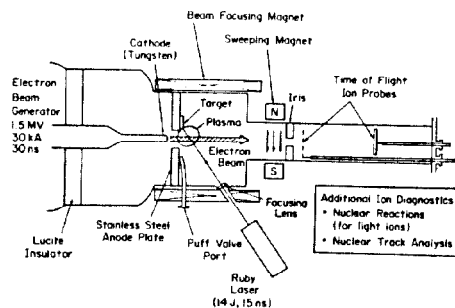 Beam Focusing Magnet
Cathode
(Tungsten)
Sweeping Magnet
Target
Plasma
Iris
Time of Flight
Ion Probes
Electron
Beam
Generator
1.5 MV
30 kA
30 ns
N
Electron
Beam
S
Focusing
Lens
Stainless Steel
Anode Plate
Lucite
Insulator
Puff Valve
Port
Ruby
Laser
(14 J, 15 ns)
Additional Ion Diagnostics
• Nuclear Reactions
(for light ions)
• Nuclear Track Analysis